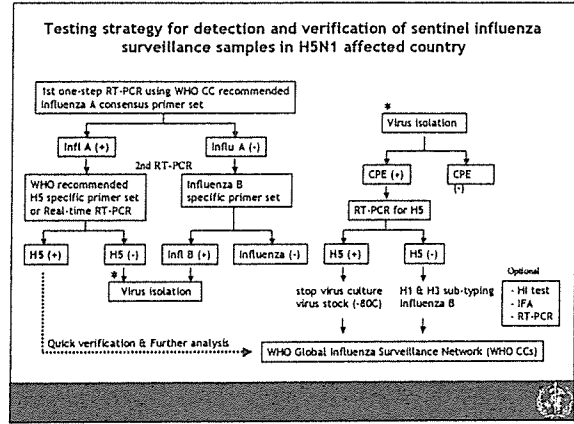 Testing strategy for detection and verification of sentinel influenza
surveillance samples in H5N1 affected country
1st one-step RT-PCR using WHO CC recommended
Influenza A consensus primer set
Infl A (+)
Influ A (-)
2nd RT-PCR
WHO recommended
H5 specific primer set
or Real-time RT-PCR
Influenza B
specific primer set
H5 (+)
H5 (-)
Infl B (+)
Influenza (-)
*
Virus isolation
*
Virus isolation
CPE (+)
CPE
(-)
RT-PCR for H5
H5 (+)
H5 (-)
stop virus culture
virus stock (-80C)
H1 & H3 sub-typing
Influenza B
Optional
- HI test
- IFA
- RT-PCR
Quick verification & Further analysis
WHO Global Influenza Surveillance Network (WHO CCs)